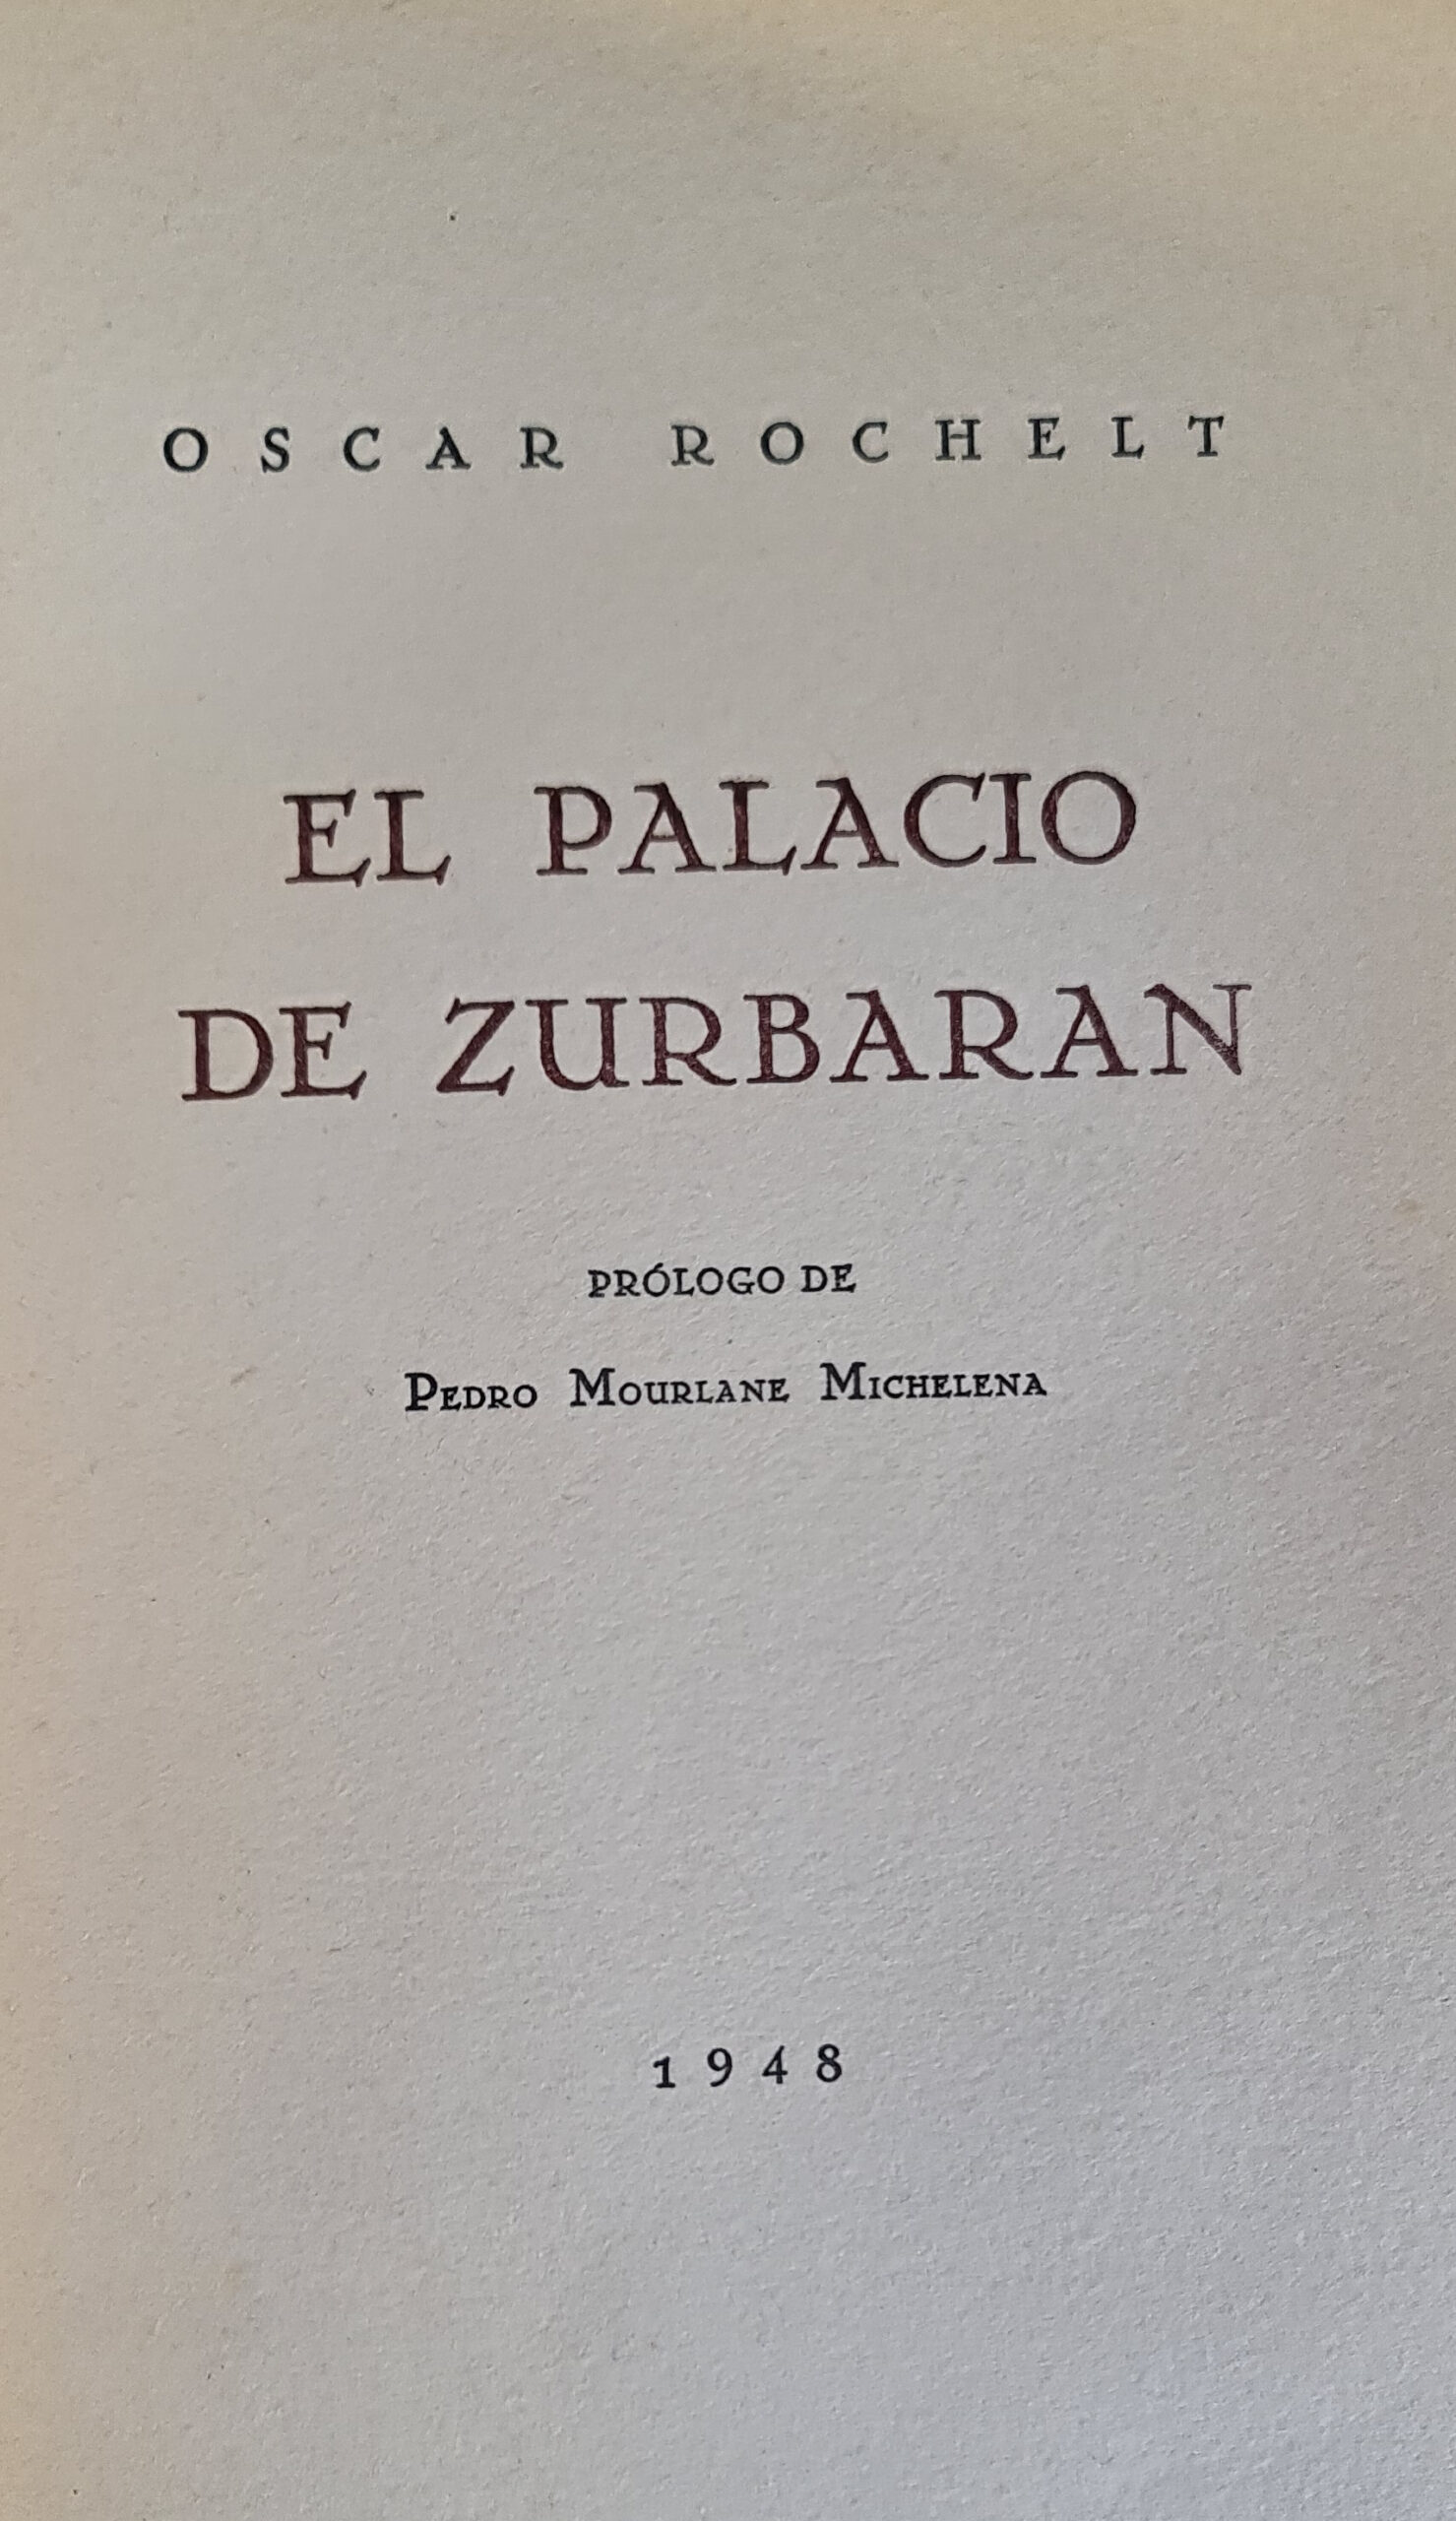 OSCAR ROCHELT
EL PALACIO
DE ZURBARAN
PRÓLOGO DE
PEDRO MOURLANE MICHELENA
1948